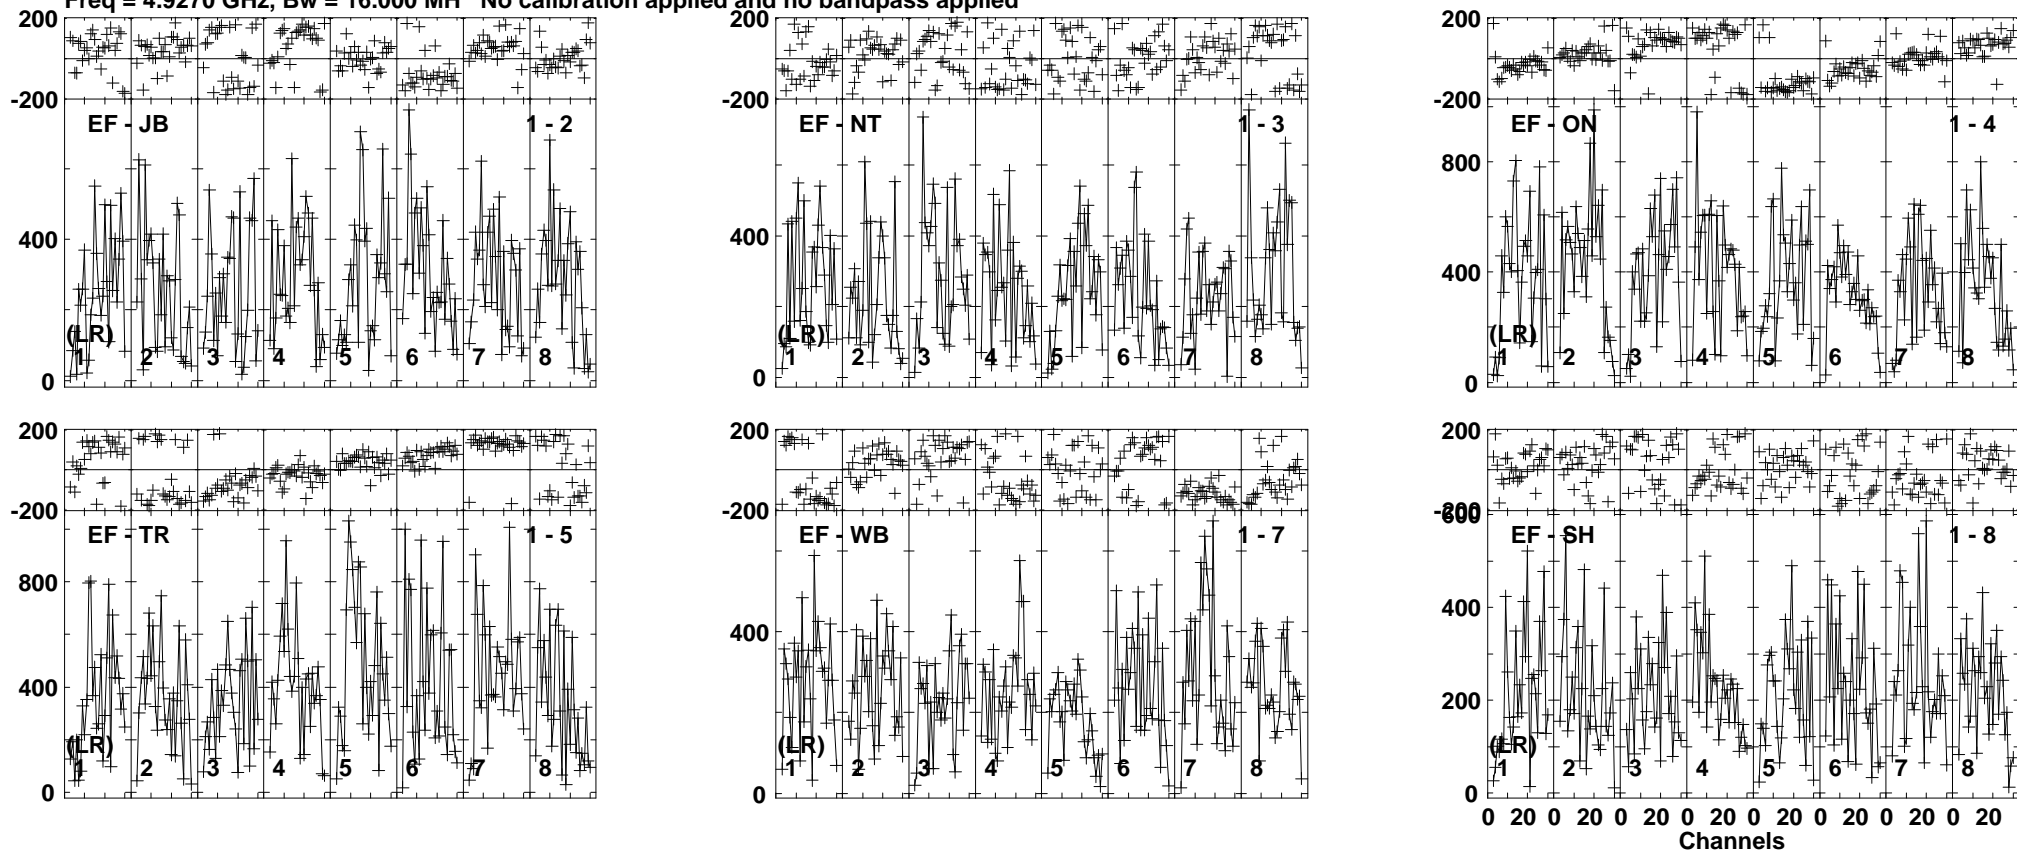 Freq = 4.9270 GHz, Bw = 16.000 MH No calibration applied and no bandpass applied
200
-200
EF - JB
1 - 2
400
0
(LR)
1 2 3 4 5 6 7 8
200
-200
EF - NT
1 - 3
400
0
(LR)
1 2 3 4 5 6 7 8
200
-200
EF - ON
1 - 4
800
400
0
(LR)
1 2 3 4 5 6 7 8
200
-200
EF - TR
1 - 5
800
400
0
(LR)
1 2 3 4 5 6 7 8
200
-200
EF - WB
1 - 7
400
0
(LR)
1 2 3 4 5 6 7 8
200
-200
600
EF - SH
1 - 8
400
200
0
(LR)
1 2 3 4 5 6 7 8
0 20 0 20 0 20 0 20 0 20 0 20 0 20 0 20
Channels